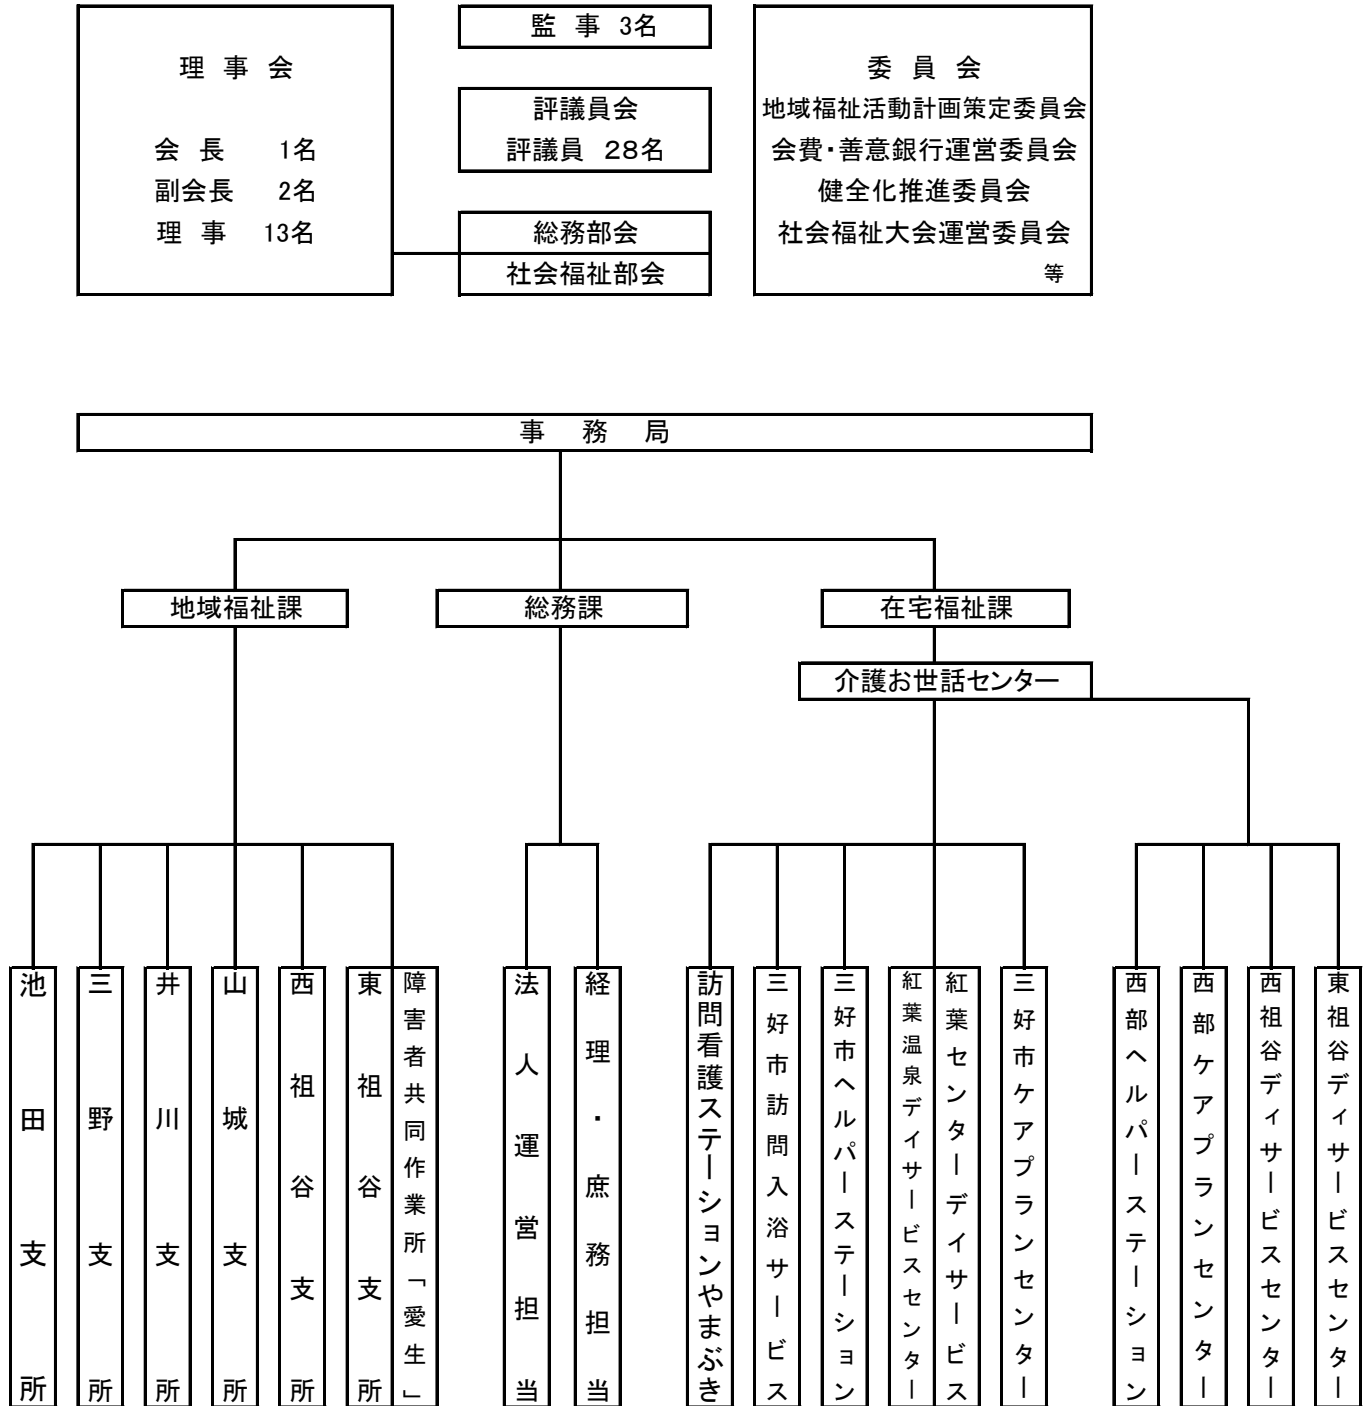 理 事 会
会 長 1名
副会長 2名
理 事 13名
監 事 3名
評議員会
評議員 28名
総務部会
社会福祉部会
委 員 会
地域福祉活動計画策定委員会
会費・善意銀行運営委員会
健全化推進委員会
社会福祉大会運営委員会
等
事 務 局
地域福祉課
総務課
在宅福祉課
介護お世話センター
池田支所
三野支所
井川支所
山城支所
西祖谷支所
東祖谷支所
障害者共同作業所「愛生」
法人運営担当
経理・庶務担当
訪問看護ステーションやまぶき
三好市訪問入浴サービス
三好市ヘルパーステーション
紅葉温泉デイサービスセンター
紅葉センターデイサービス
三好市ケアプランセンター
西部ヘルパーステーション
西部ケアプランセンター
西祖谷ディサービスセンター
東祖谷ディサービスセンター